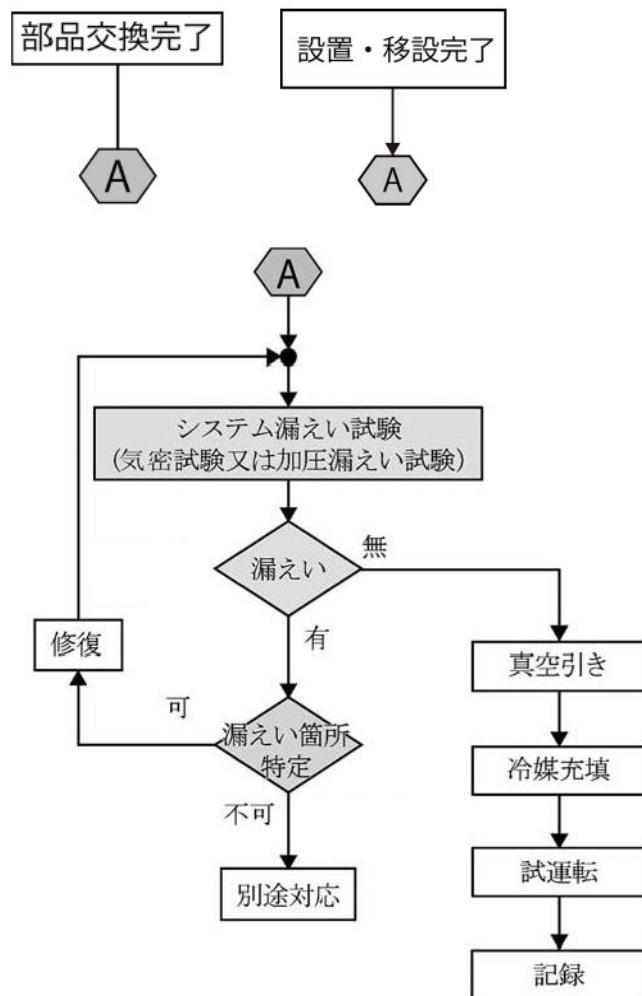 部品交換完了
設置・移設完了
A
A
A
システム漏えい試験
(気密試験又は加圧漏えい試験)
漏えい
無
有
修復
真空引き
可
漏えい箇所
特定
冷媒充填
不可
試運転
別途対応
記録